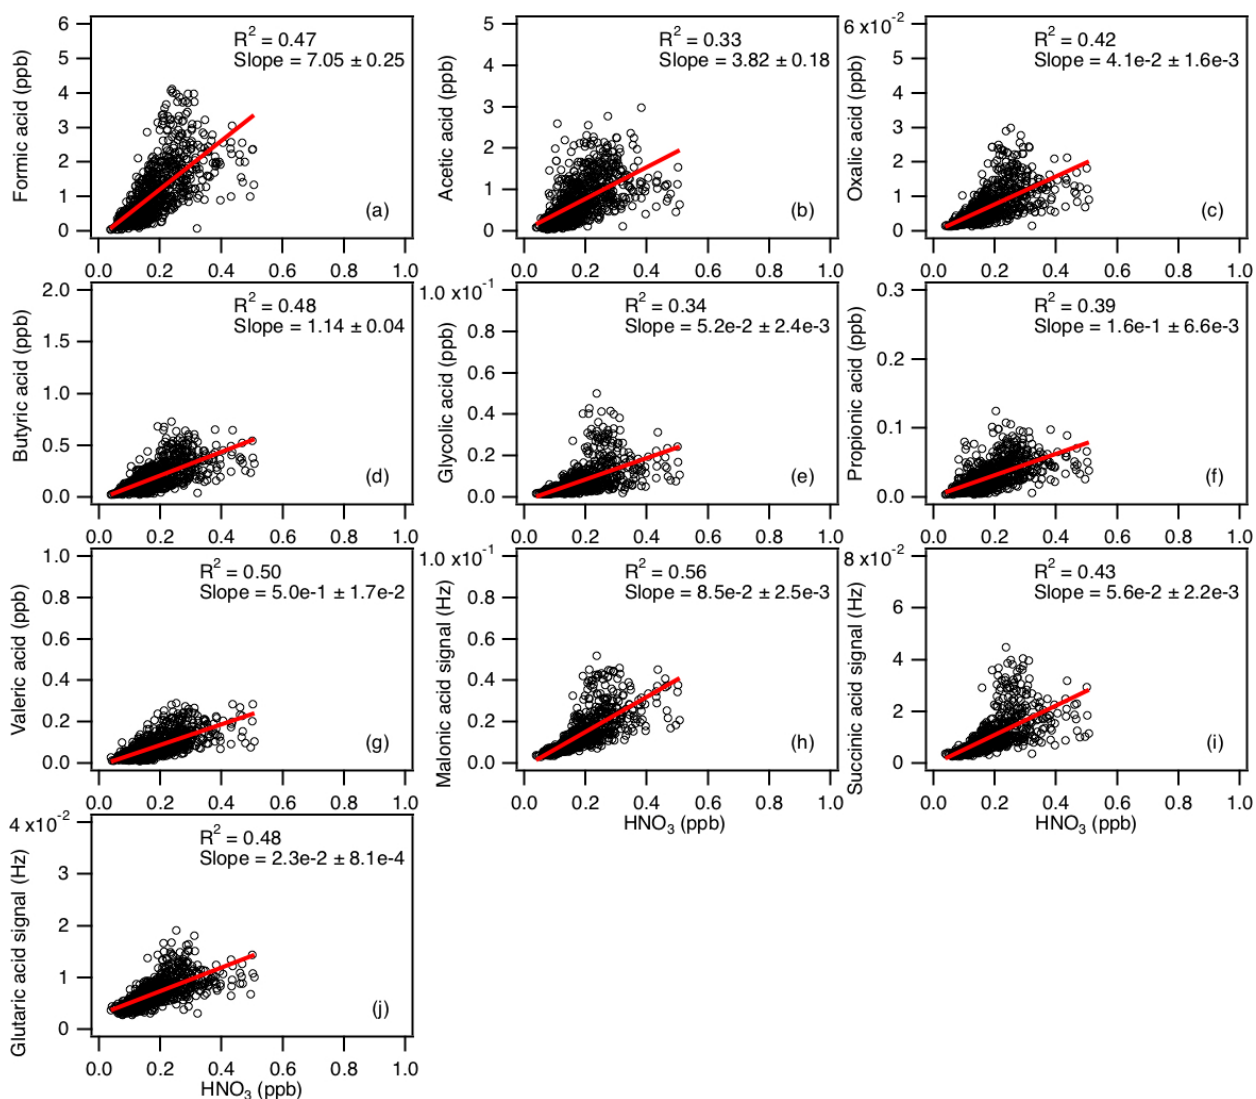 6
5
4
3
2
1
0
Formic acid (ppb)
R² = 0.47
Slope = 7.05 ± 0.25
(a)
0.0 0.2 0.4 0.6 0.8 1.0
5
4
3
2
1
0
Acetic acid (ppb)
R² = 0.33
Slope = 3.82 ± 0.18
(b)
0.0 0.2 0.4 0.6 0.8 1.0
6 x10⁻²
4
2
0
Oxalic acid (ppb)
R² = 0.42
Slope = 4.1e-2 ± 1.6e-3
(c)
0.0 0.2 0.4 0.6 0.8 1.0
2.0
1.5
1.0
0.5
0.0
Butyric acid (ppb)
R² = 0.48
Slope = 1.14 ± 0.04
(d)
0.0 0.2 0.4 0.6 0.8 1.0
1.0 x10⁻¹
0.8
0.6
0.4
0.2
0.0
Glycolic acid (ppb)
R² = 0.34
Slope = 5.2e-2 ± 2.4e-3
(e)
0.0 0.2 0.4 0.6 0.8 1.0
0.3
0.2
0.1
0.0
Propionic acid (ppb)
R² = 0.39
Slope = 1.6e-1 ± 6.6e-3
(f)
0.0 0.2 0.4 0.6 0.8 1.0
1.0
0.8
0.6
0.4
0.2
0.0
Valeric acid (ppb)
R² = 0.50
Slope = 5.0e-1 ± 1.7e-2
(g)
0.0 0.2 0.4 0.6 0.8 1.0
1.0 x10⁻¹
0.8
0.6
0.4
0.2
0.0
Malonic acid signal (Hz)
R² = 0.56
Slope = 8.5e-2 ± 2.5e-3
(h)
0.0 0.2 0.4 0.6 0.8 1.0
HNO₃ (ppb)
8 x10⁻²
6
4
2
0
Succinic acid signal (Hz)
R² = 0.43
Slope = 5.6e-2 ± 2.2e-3
(i)
0.0 0.2 0.4 0.6 0.8 1.0
HNO₃ (ppb)
4 x10⁻²
3
2
1
0
Glutaric acid signal (Hz)
R² = 0.48
Slope = 2.3e-2 ± 8.1e-4
(j)
0.0 0.2 0.4 0.6 0.8 1.0
HNO₃ (ppb)